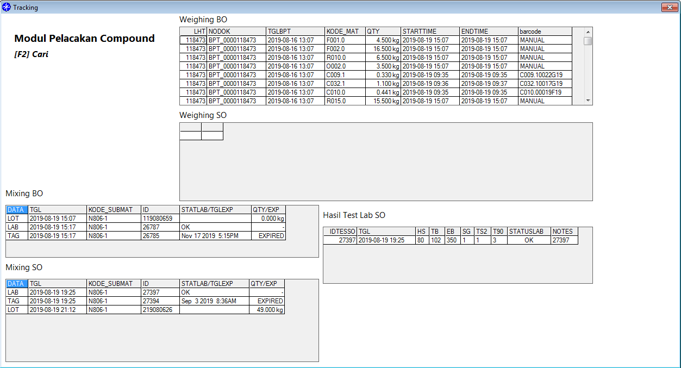 Tracking
Weighing BO
Modul Pelacakan Compound
[F2] Cari
LHT NODOK TGLBPT KODE_MAT QTY STARTTIME ENDTIME barcode
118473 BPT_0000118473 2019-08-16 13:07 F001.0 4.500 kg 2019-08-19 15:07 2019-08-19 15:07 MANUAL
118473 BPT_0000118473 2019-08-16 13:07 F002.0 16.500 kg 2019-08-19 15:07 2019-08-19 15:07 MANUAL
118473 BPT_0000118473 2019-08-16 13:07 R010.0 6.500 kg 2019-08-19 15:07 2019-08-19 15:07 MANUAL
118473 BPT_0000118473 2019-08-16 13:07 O002.0 3.500 kg 2019-08-19 15:07 2019-08-19 15:07 MANUAL
118473 BPT_0000118473 2019-08-16 13:07 C009.1 0.330 kg 2019-08-19 09:35 2019-08-19 09:35 C009.10022G19
118473 BPT_0000118473 2019-08-16 13:07 C032.1 1.100 kg 2019-08-19 09:36 2019-08-19 09:37 C032.10017G19
118473 BPT_0000118473 2019-08-16 13:07 C010.0 0.441 kg 2019-08-19 09:35 2019-08-19 09:35 C010.00019F19
118473 BPT_0000118473 2019-08-16 13:07 R015.0 15.500 kg 2019-08-19 15:07 2019-08-19 15:07 MANUAL
Weighing SO
Mixing BO
DATA TGL KODE_SUBMAT ID STATLAB/TGLEXP QTY/EXP
LOT 2019-08-19 15:07 N806-1 119080659 0.000 kg
LAB 2019-08-19 15:17 N806-1 26787 OK -
TAG 2019-08-19 15:17 N806-1 26785 Nov 17 2019 5:15PM EXPIRED
Hasil Test Lab SO
IDTESSO TGL HS TB EB SG TS2 T90 STATUSLAB NOTES
27397 2019-08-19 19:25 80 102 350 1 1 3 OK 27397
Mixing SO
DATA TGL KODE_SUBMAT ID STATLAB/TGLEXP QTY/EXP
LAB 2019-08-19 19:25 N806-1 27397 OK -
TAG 2019-08-19 19:25 N806-1 27394 Sep 3 2019 8:36AM EXPIRED
LOT 2019-08-19 21:12 N806-1 219080626 49.000 kg